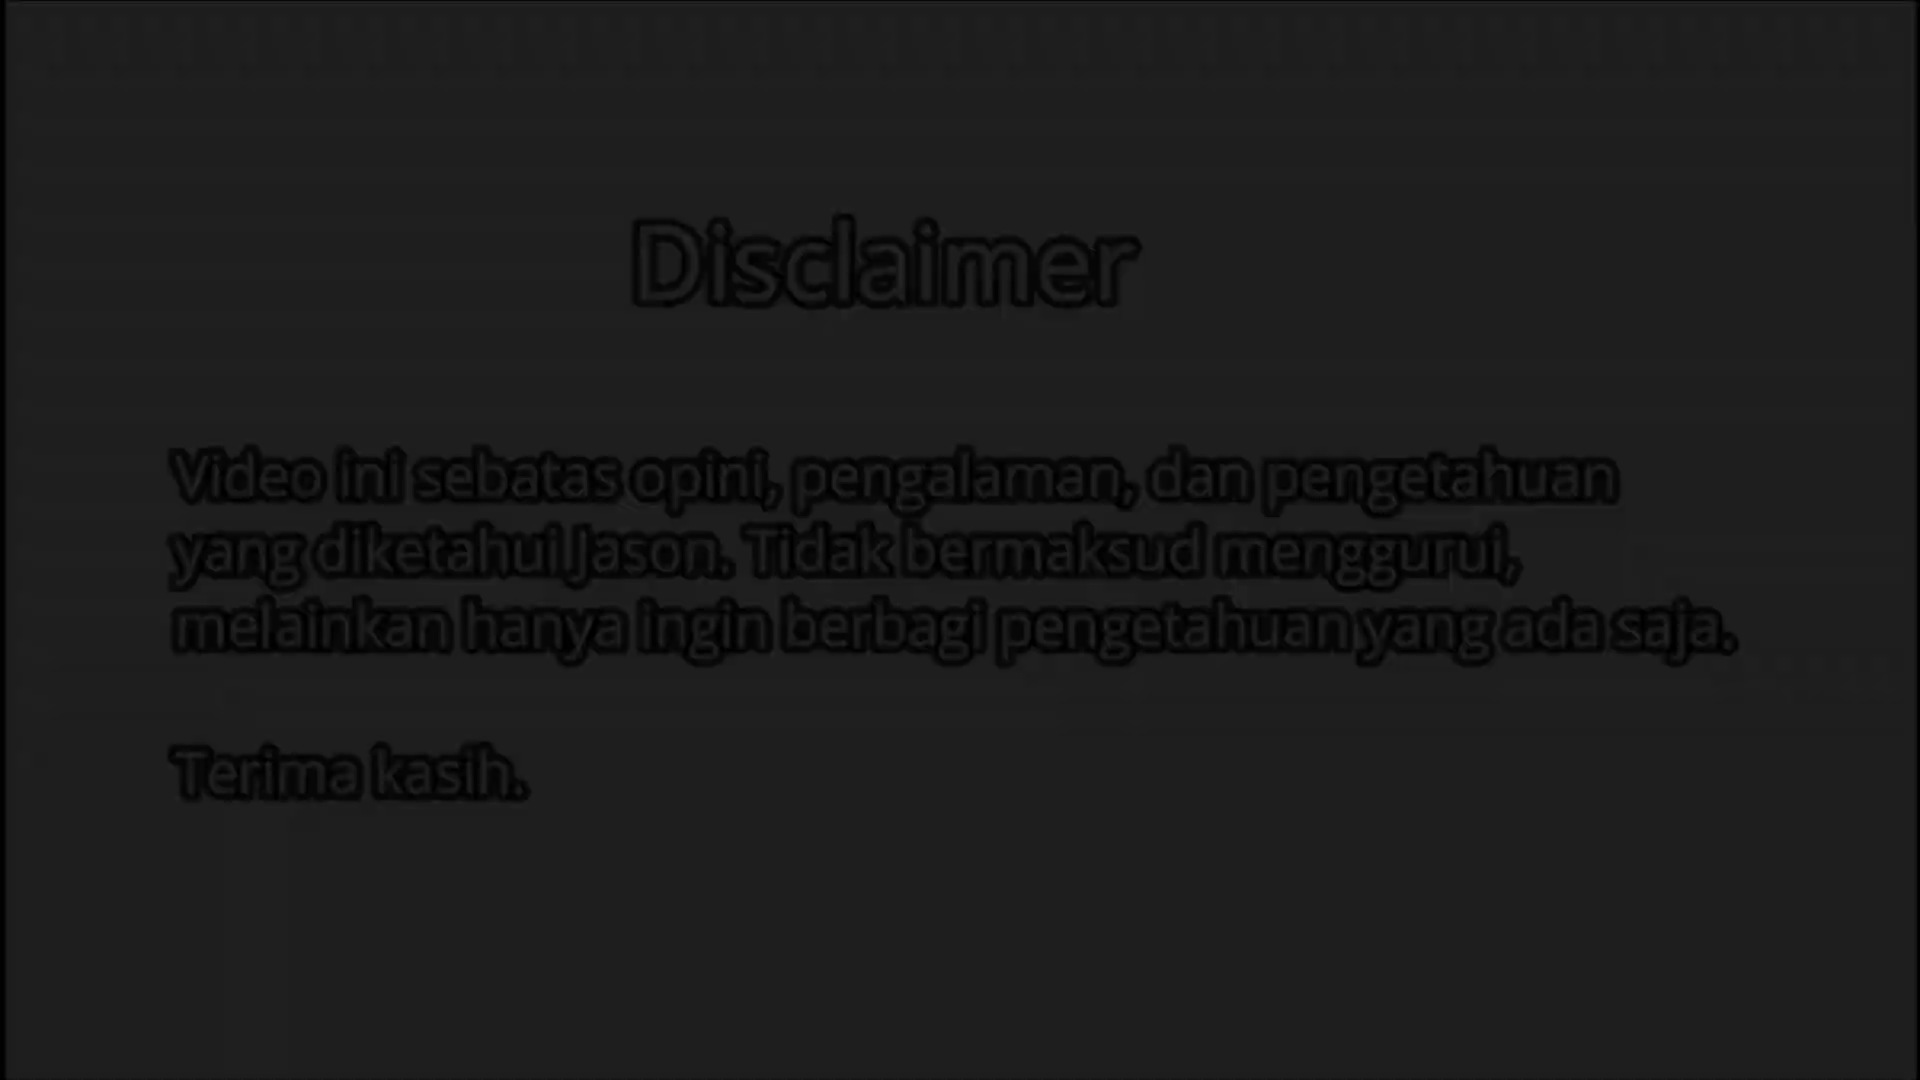 Disclaimer
Video ini sebatas opini, pengalaman, dan pengetahuan
yang diketahui Jason. Tidak bermaksud menggurui,
melainkan hanya ingin berbagi pengetahuan yang ada saja.
Terima kasih.